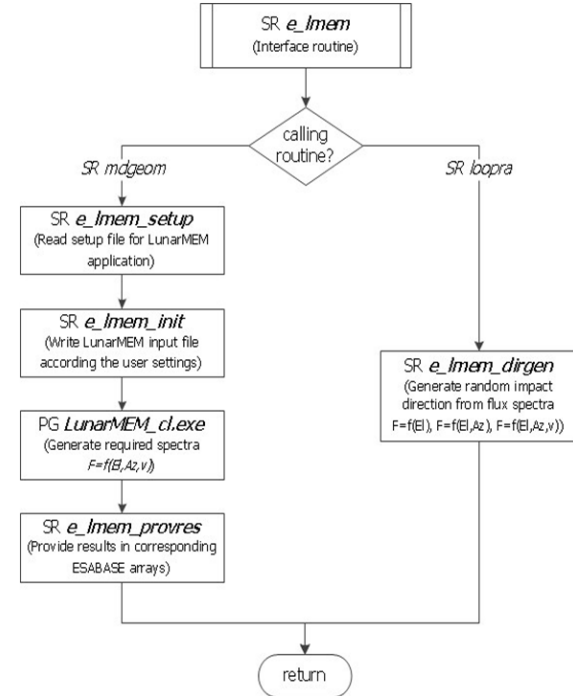 SR e_lmem
(Interface routine)
calling
routine?
SR mdgeom
SR loopra
SR e_lmem_setup
(Read setup file for LunarMEM
application)
SR e_lmem_init
(Write LunarMEM input file
according the user settings)
PG LunarMEM_cl.exe
(Generate required spectra
F=f(El,Az,v))
SR e_lmem_provres
(Provide results in corresponding
ESABASE arrays)
SR e_lmem_dirgen
(Generate random impact
direction from flux spectra
F=f(El), F=f(El,Az), F=f(El,Az,v))
return